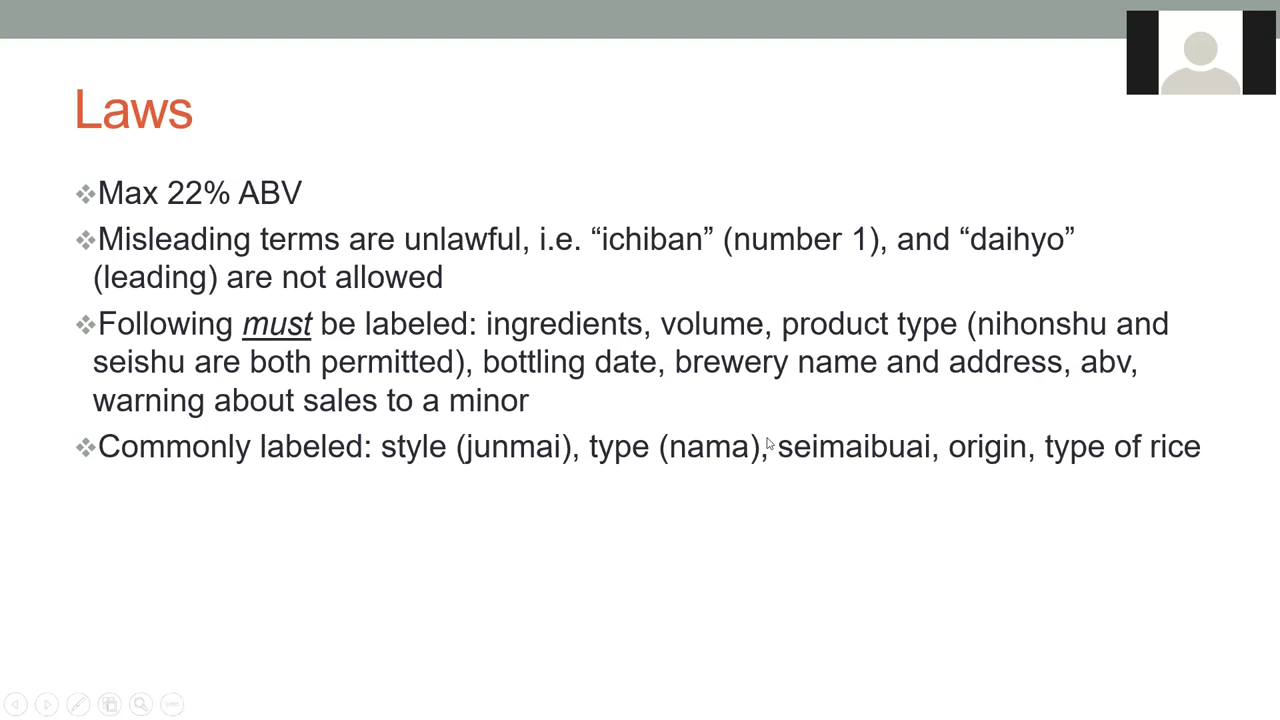 Laws
❖Max 22% ABV
❖Misleading terms are unlawful, i.e. “ichiban” (number 1), and “daihyo”
(leading) are not allowed
❖Following must be labeled: ingredients, volume, product type (nihonshu and
seishu are both permitted), bottling date, brewery name and address, abv,
warning about sales to a minor
❖Commonly labeled: style (junmai), type (nama), seimaibuai, origin, type of rice